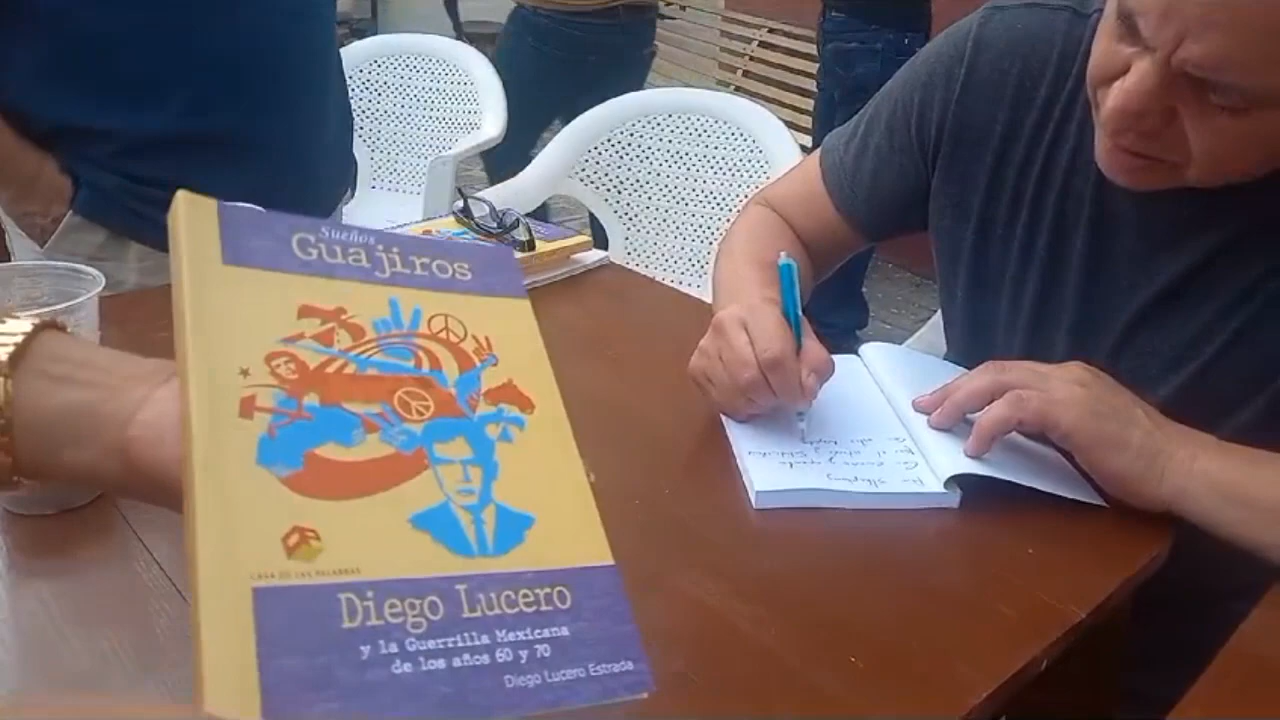 Sueños
Guajiros
CASA DE LAS PALABRAS
Diego Lucero
y la Guerrilla Mexicana
de los años 60 y 70
Diego Lucero Estrada